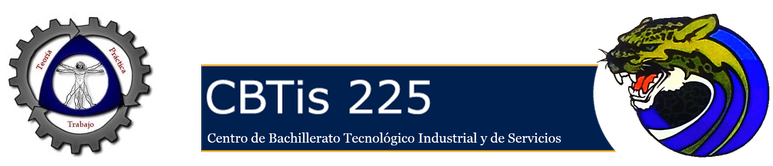 Teoría
Práctica
Trabajo
CBTis 225
Centro de Bachillerato Tecnológico Industrial y de Servicios